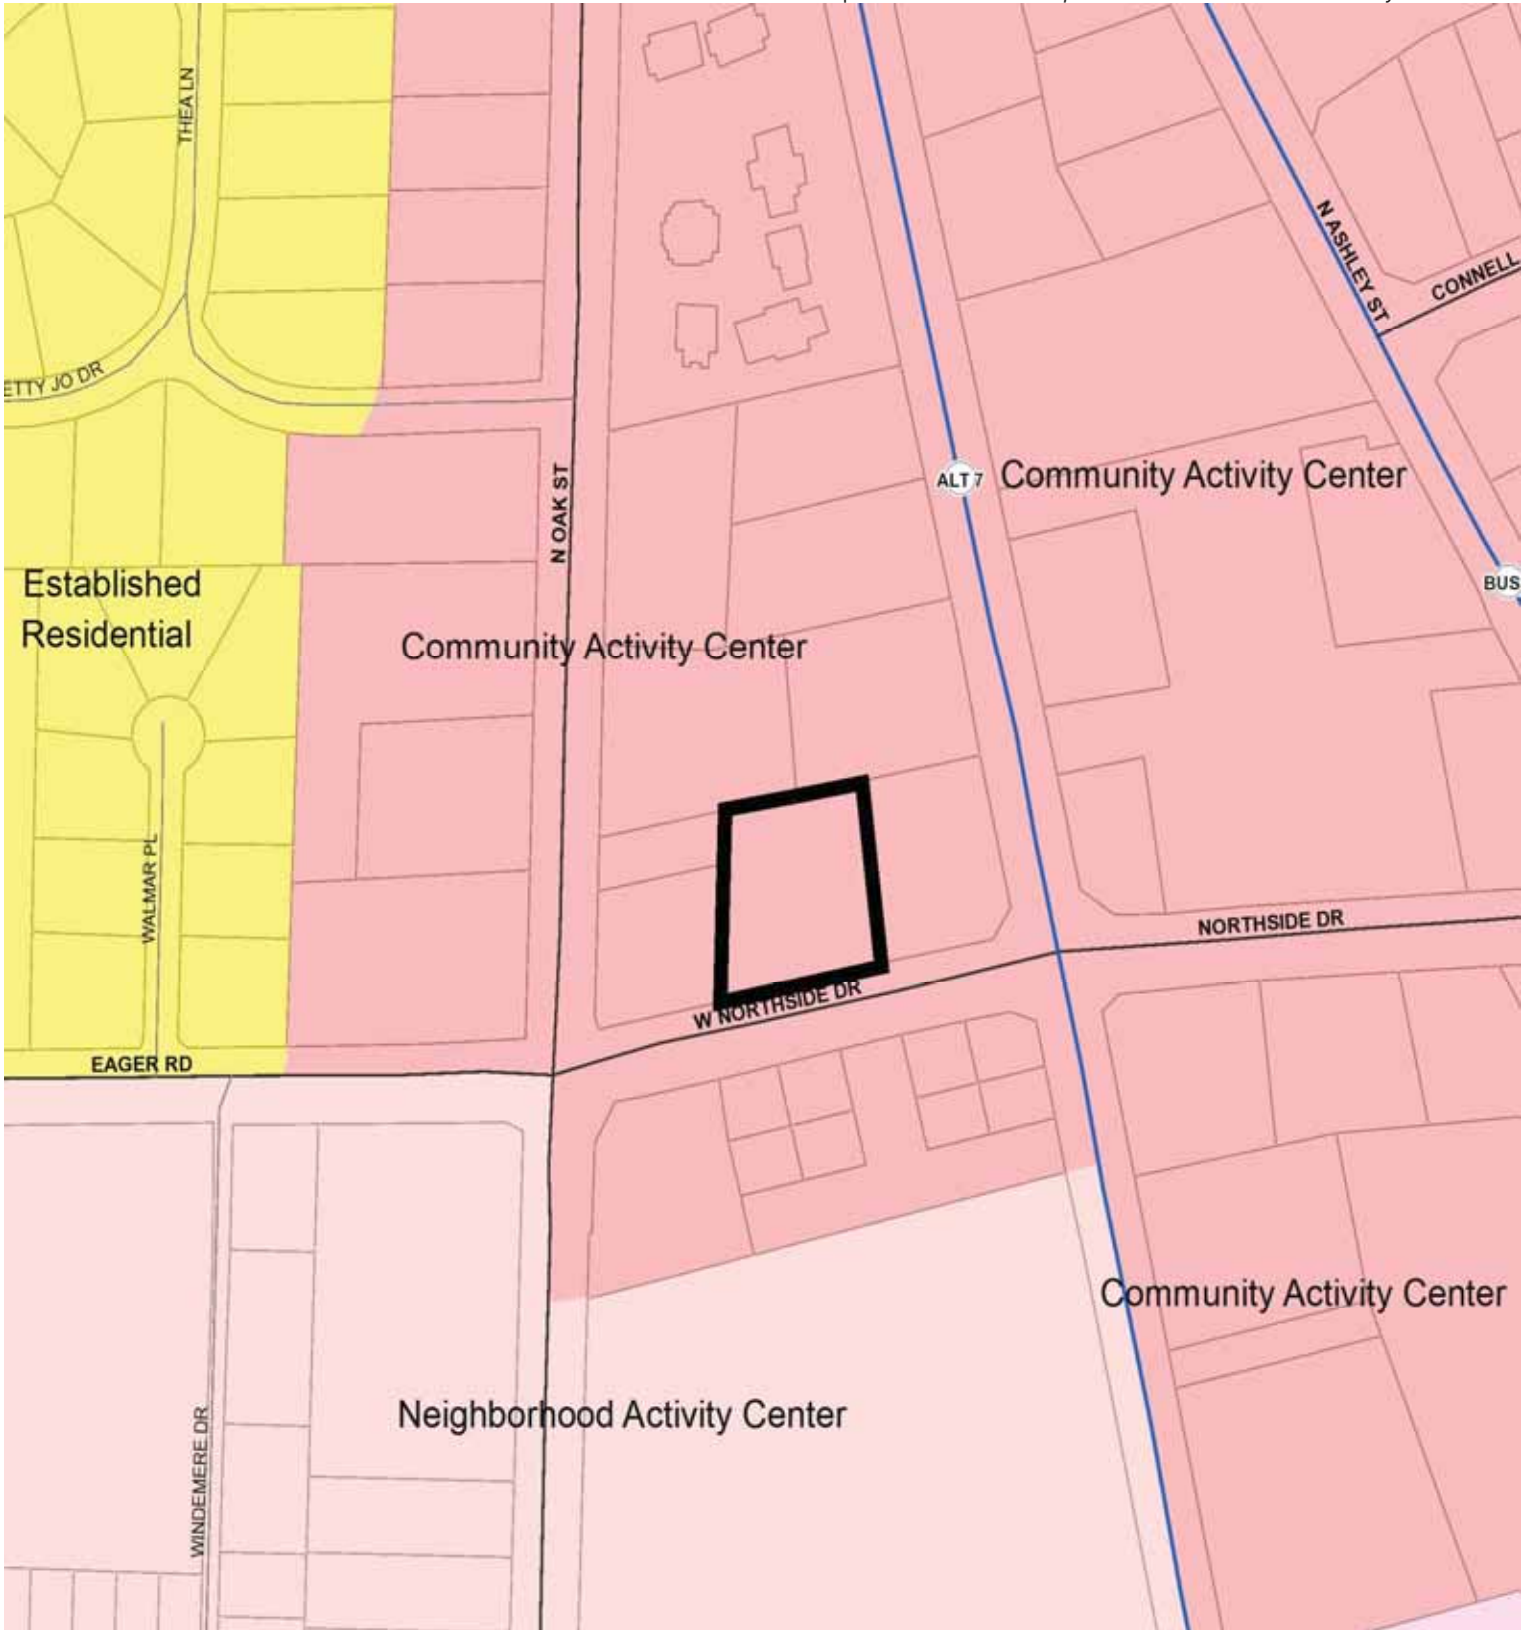 THEA LN
N ASHLEY ST
CONNELL
ETTY JO DR
N OAK ST
ALT 7
Community Activity Center
BUS
Established
Residential
Community Activity Center
WALMAR PL
NORTHSIDE DR
W NORTHSIDE DR
EAGER RD
Community Activity Center
Neighborhood Activity Center
WINDEMERE DR